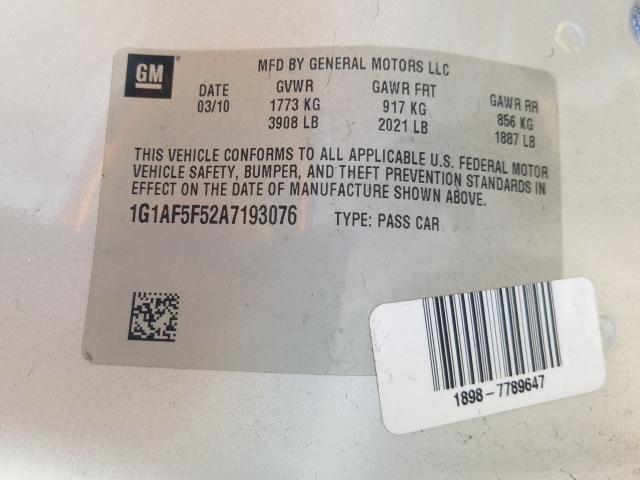 GM
MFD BY GENERAL MOTORS LLC
DATE GVWR GAWR FRT GAWR RR
03/10 1773 KG 917 KG 856 KG
3908 LB 2021 LB 1887 LB
THIS VEHICLE CONFORMS TO ALL APPLICABLE U.S. FEDERAL MOTOR
VEHICLE SAFETY, BUMPER, AND THEFT PREVENTION STANDARDS IN
EFFECT ON THE DATE OF MANUFACTURE SHOWN ABOVE.
1G1AF5F52A7193076 TYPE: PASS CAR
1898-7789647